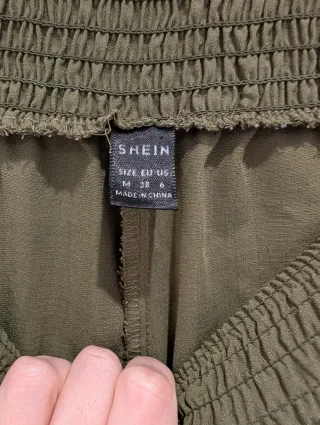 SHEIN
SIZE EU US
M 38 6
MADE IN CHINA